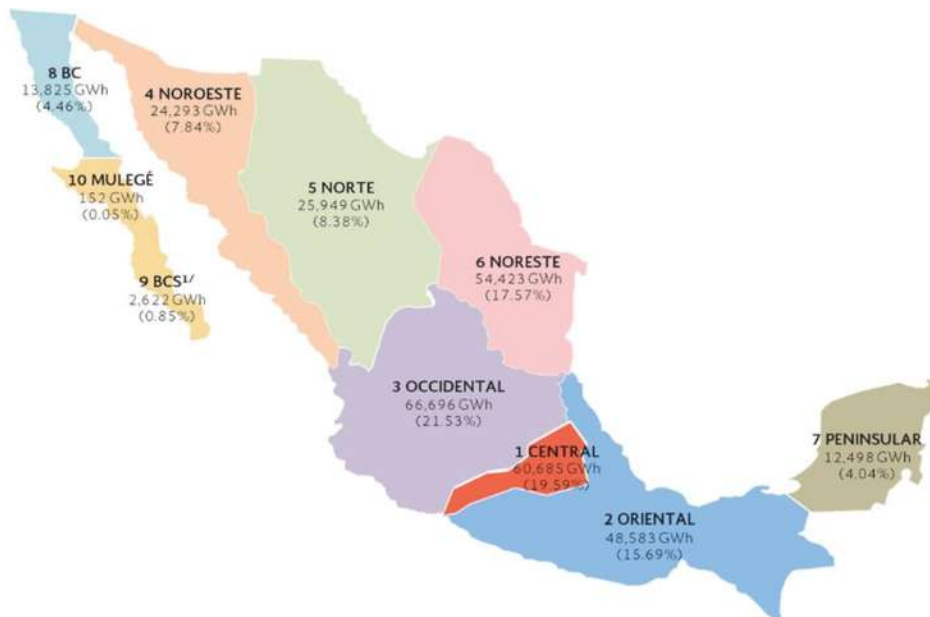 8 BC
13,825 GWh
(4.46%)
4 NOROESTE
24,293 GWh
(7.84%)
10 MULEGÉ
152 GWh
(0.05%)
5 NORTE
25,949 GWh
(8.38%)
9 BCS1/
2,622 GWh
(0.85%)
6 NORESTE
54,423 GWh
(17.57%)
3 OCCIDENTAL
66,696 GWh
(21.53%)
1 CENTRAL
60,685 GWh
(19.59%)
7 PENINSULAR
12,498 GWh
(4.04%)
2 ORIENTAL
48,583 GWh
(15.69%)